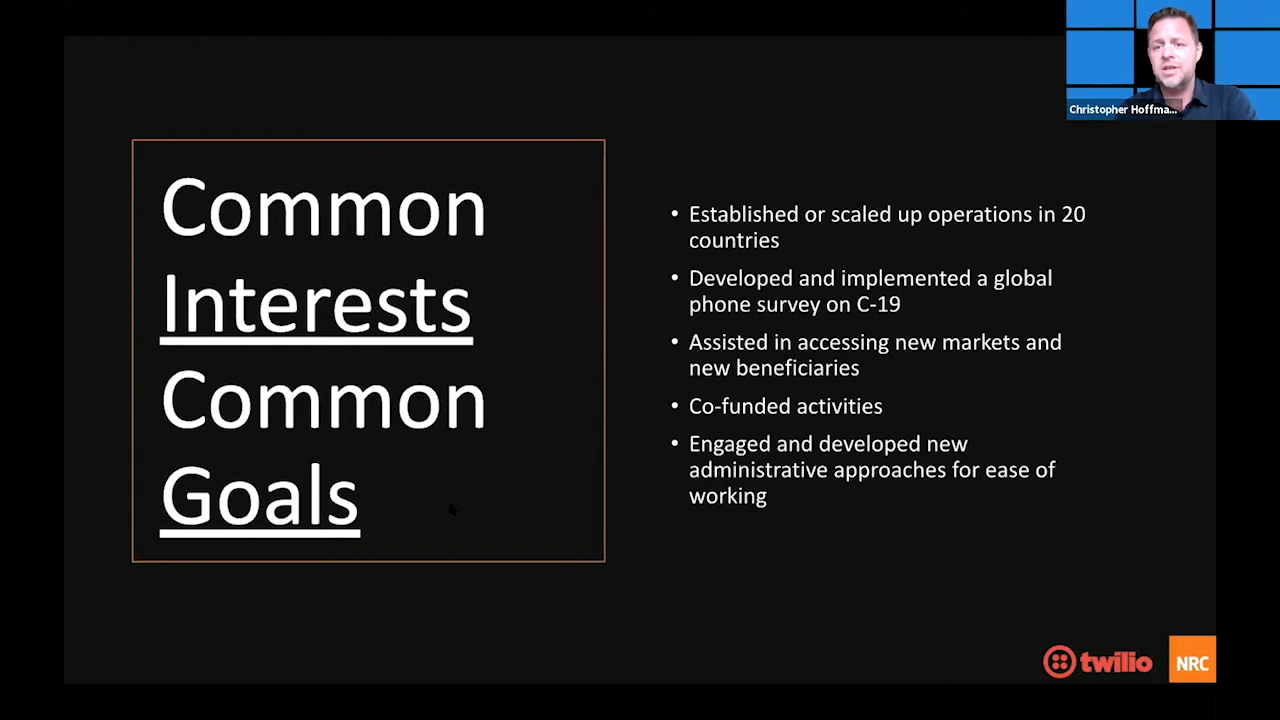 Christopher Hoffma...
Common
Interests
Common
Goals
• Established or scaled up operations in 20
countries
• Developed and implemented a global
phone survey on C-19
• Assisted in accessing new markets and
new beneficiaries
• Co-funded activities
• Engaged and developed new
administrative approaches for ease of
working
twilio
NRC